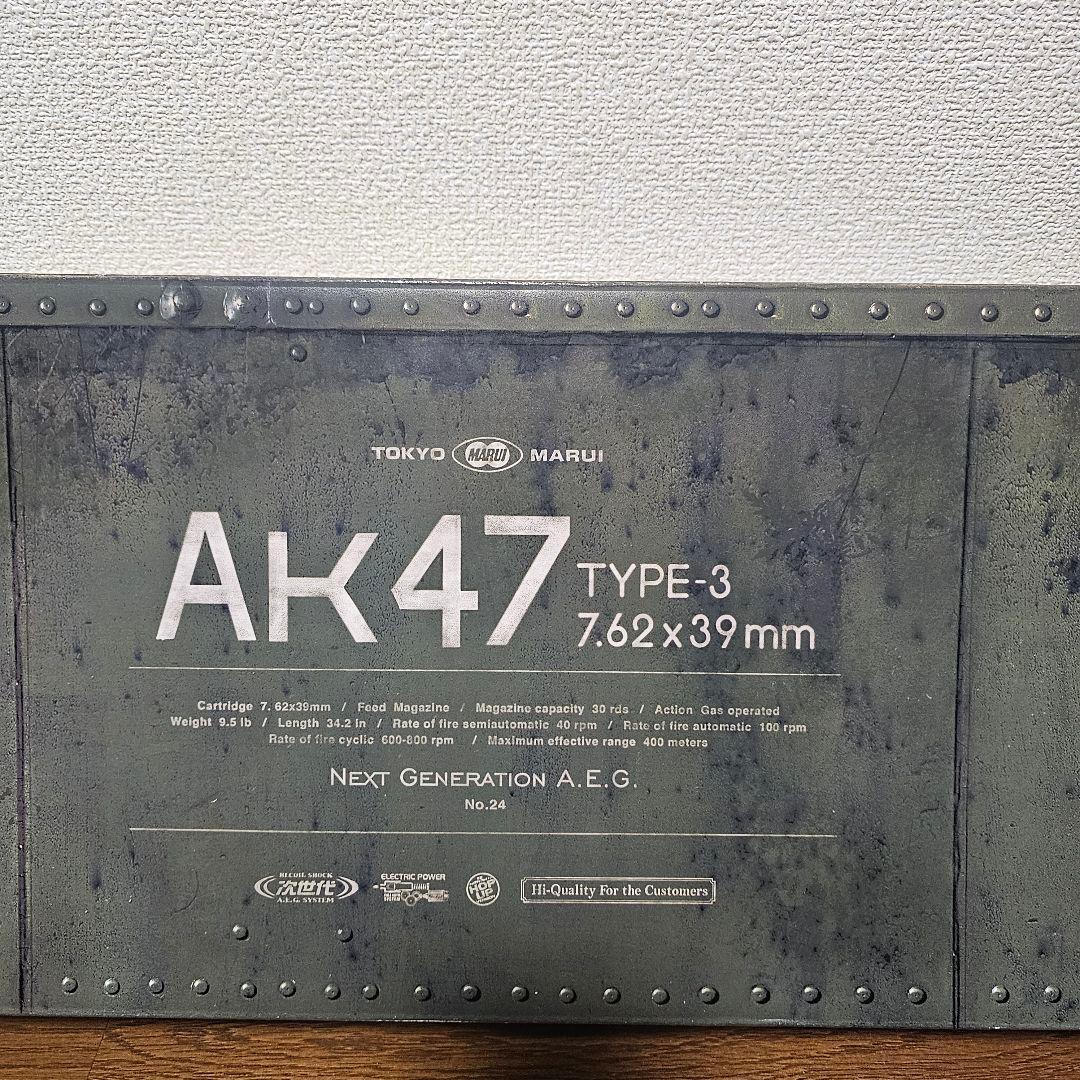 TOKYO MARUI MARUI
AK47 TYPE-3
7.62x39mm
Cartridge 7.62x39mm / Feed Magazine / Magazine capacity 30 rds / Action Gas operated
Weight 9.5 lb / Length 34.2 in / Rate of fire semiautomatic 40 rpm / Rate of fire automatic 100 rpm
Rate of fire cyclic 600-800 rpm / Maximum effective range 400 meters
NEXT GENERATION A.E.G.
No.24
RECOIL SHOCK
次世代
A.E.G. SYSTEM
ELECTRIC POWER
HOP UP
Hi-Quality For the Customers